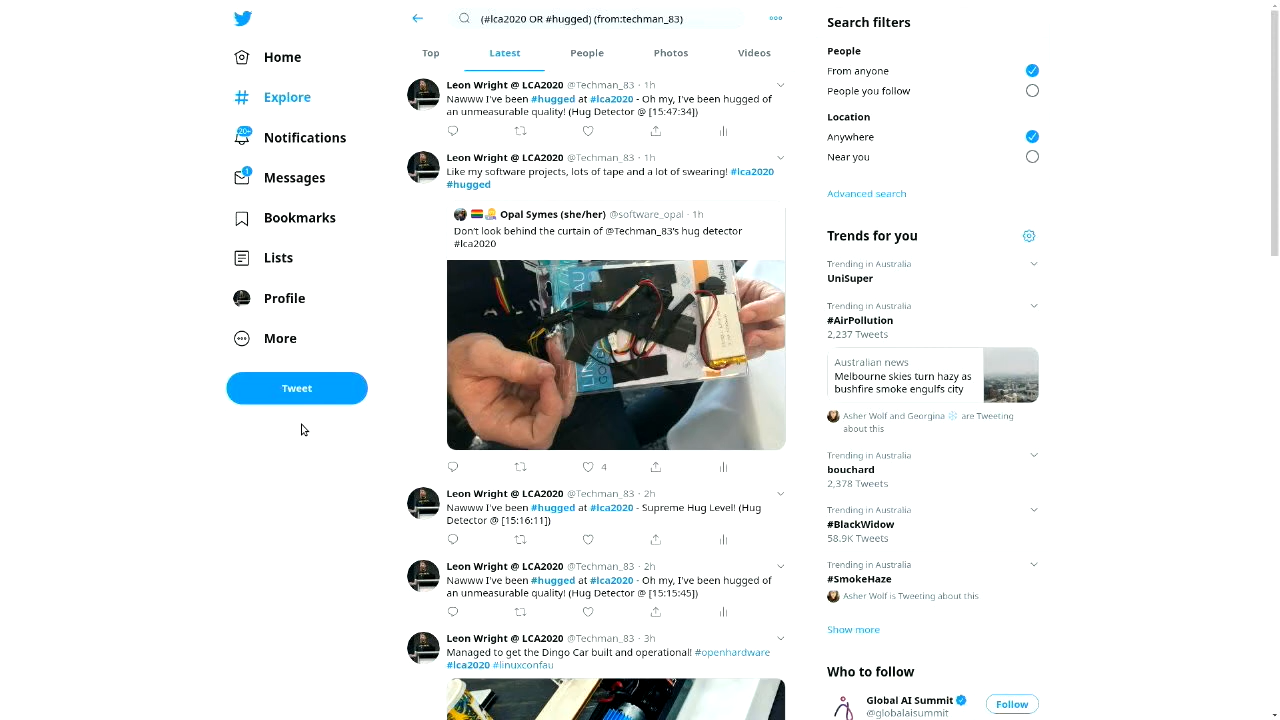 Home
Explore
20+
Notifications
1
Messages
Bookmarks
Lists
Profile
More
Tweet
(#lca2020 OR #hugged) (from:techman_83)
Top
Latest
People
Photos
Videos
Leon Wright @ LCA2020 @Techman_83 · 1h
Nawww I've been #hugged at #lca2020 - Oh my, I've been hugged of
an unmeasurable quality! (Hug Detector @ [15:47:34])
Leon Wright @ LCA2020 @Techman_83 · 1h
Like my software projects, lots of tape and a lot of swearing! #lca2020
#hugged
Opal Symes (she/her) @software_opal · 1h
Don't look behind the curtain of @Techman_83's hug detector
#lca2020
4
Leon Wright @ LCA2020 @Techman_83 · 2h
Nawww I've been #hugged at #lca2020 - Supreme Hug Level! (Hug
Detector @ [15:16:11])
Leon Wright @ LCA2020 @Techman_83 · 2h
Nawww I've been #hugged at #lca2020 - Oh my, I've been hugged of
an unmeasurable quality! (Hug Detector @ [15:15:45])
Leon Wright @ LCA2020 @Techman_83 · 3h
Managed to get the Dingo Car built and operational! #openhardware
#lca2020 #linuxconfau
Search filters
People
From anyone
People you follow
Location
Anywhere
Near you
Advanced search
Trends for you
Trending in Australia
UniSuper
Trending in Australia
#AirPollution
2,237 Tweets
Australian news
Melbourne skies turn hazy as
bushfire smoke engulfs city
Asher Wolf and Georgina ❄️ are Tweeting
about this
Trending in Australia
bouchard
2,378 Tweets
Trending in Australia
#BlackWidow
58.9K Tweets
Trending in Australia
#SmokeHaze
Asher Wolf is Tweeting about this
Show more
Who to follow
Global AI Summit
@globalaisummit
Follow